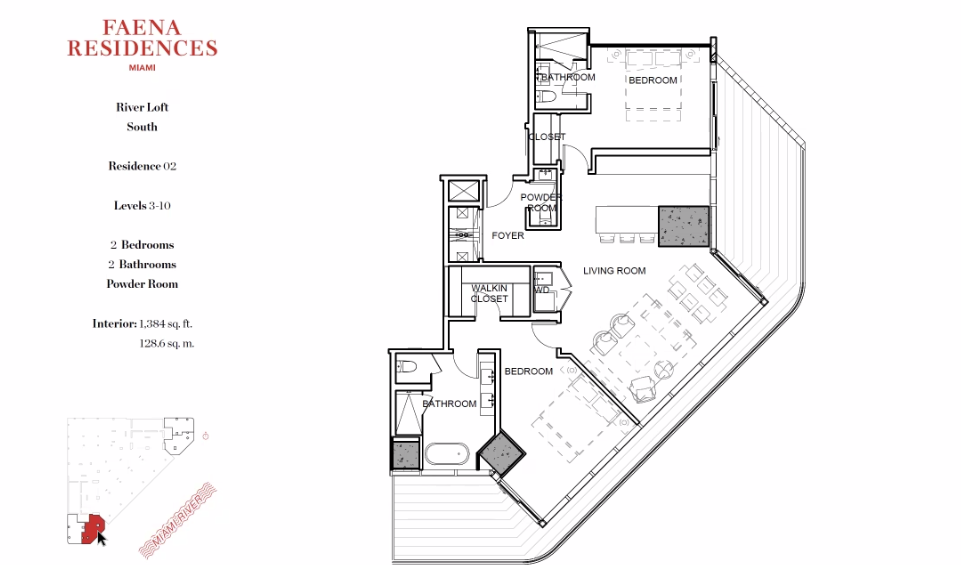 FAENA
RESIDENCES
MIAMI
River Loft
South
Residence 02
Levels 3-10
2 Bedrooms
2 Bathrooms
Powder Room
Interior: 1,384 sq. ft.
128.6 sq. m.
MIAMI RIVER
BATHROOM
BEDROOM
CLOSET
POWDER
ROOM
FOYER
LIVING ROOM
WD
WALKIN
CLOSET
BEDROOM
BATHROOM